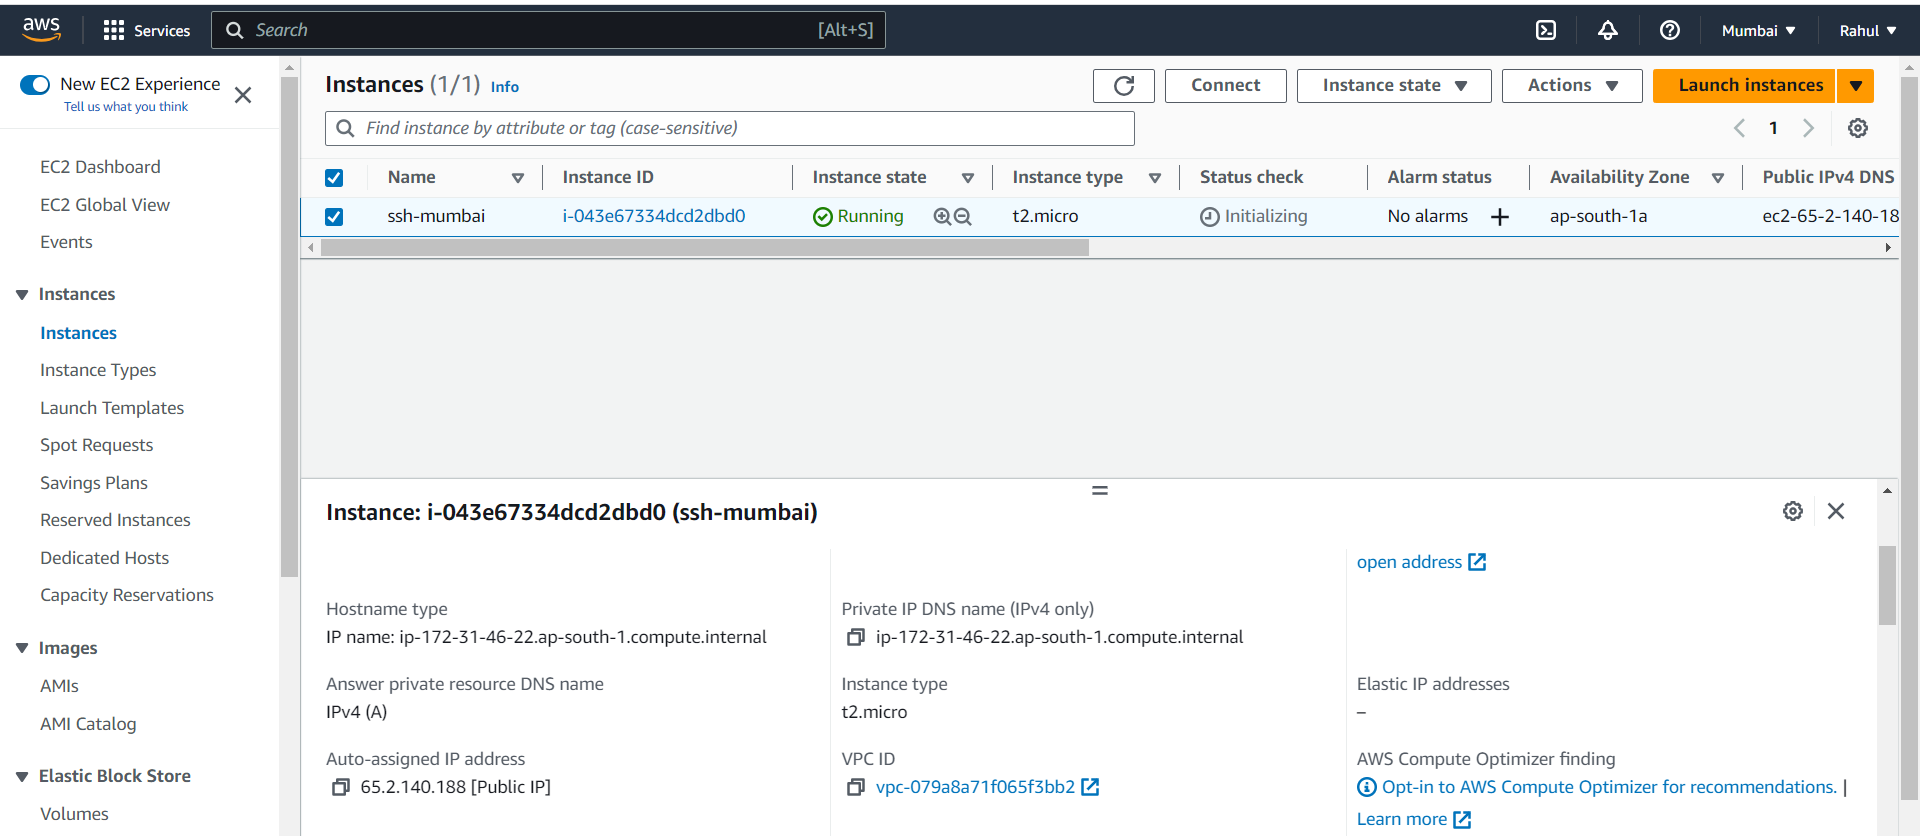 aws Services Search [Alt+S] Mumbai Rahul
New EC2 Experience
Tell us what you think
EC2 Dashboard
EC2 Global View
Events
Instances
Instances
Instance Types
Launch Templates
Spot Requests
Savings Plans
Reserved Instances
Dedicated Hosts
Capacity Reservations
Images
AMIs
AMI Catalog
Elastic Block Store
Volumes
Instances (1/1) Info
Connect Instance state Actions Launch instances
Find instance by attribute or tag (case-sensitive)
1
Name Instance ID Instance state Instance type Status check Alarm status Availability Zone Public IPv4 DNS
ssh-mumbai i-043e67334dcd2dbd0 Running t2.micro Initializing No alarms + ap-south-1a ec2-65-2-140-18
Instance: i-043e67334dcd2dbd0 (ssh-mumbai)
open address
Hostname type
IP name: ip-172-31-46-22.ap-south-1.compute.internal
Private IP DNS name (IPv4 only)
ip-172-31-46-22.ap-south-1.compute.internal
Answer private resource DNS name
IPv4 (A)
Instance type
t2.micro
Elastic IP addresses
–
Auto-assigned IP address
65.2.140.188 [Public IP]
VPC ID
vpc-079a8a71f065f3bb2
AWS Compute Optimizer finding
Opt-in to AWS Compute Optimizer for recommendations. |
Learn more